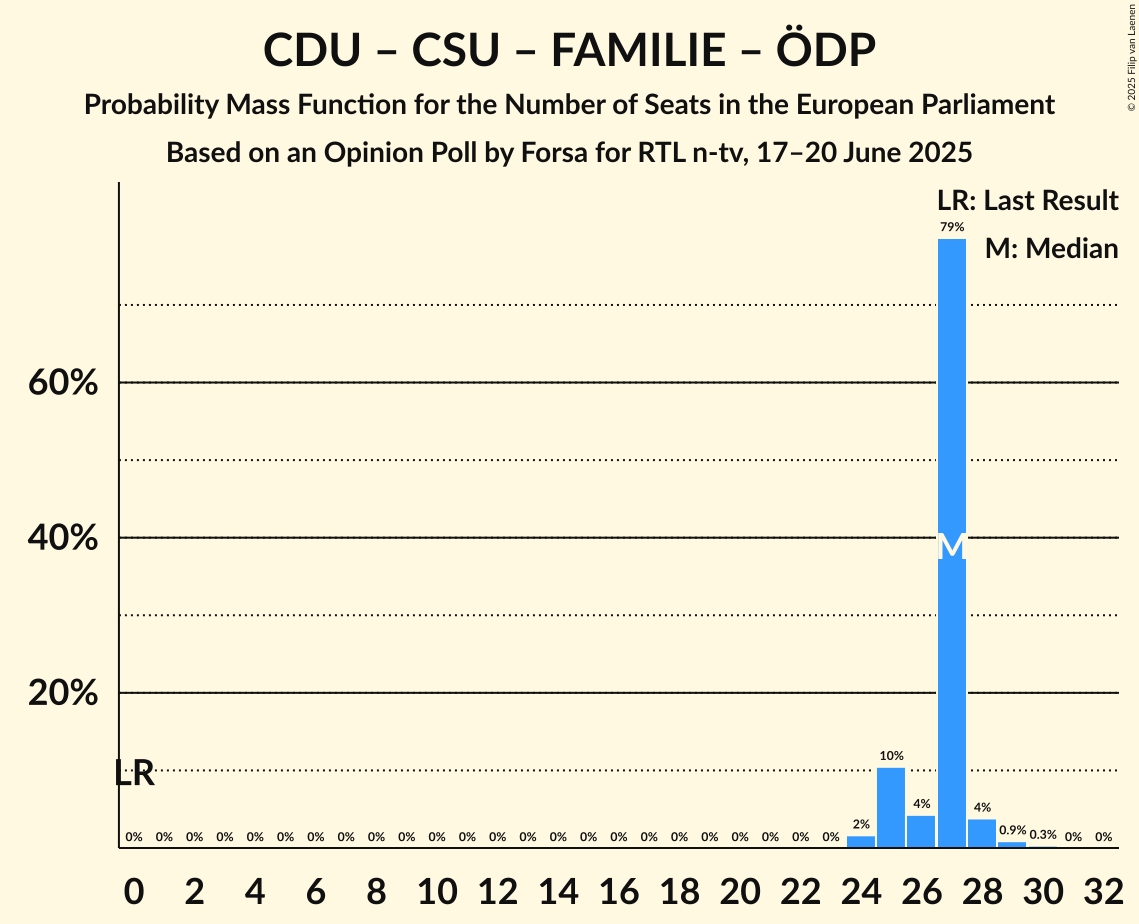 CDU – CSU – FAMILIE – ÖDP
Probability Mass Function for the Number of Seats in the European Parliament
Based on an Opinion Poll by Forsa for RTL n-tv, 17–20 June 2025
© 2025 Filip van Laenen
LR: Last Result
M: Median
79%
60%
40%
M
20%
LR
0% 0% 0% 0% 0% 0% 0% 0% 0% 0% 0% 0% 0% 0% 0% 0% 0% 0% 0% 0% 0% 0% 0% 0% 2% 10% 4% 4% 0.9% 0.3% 0% 0%
0 2 4 6 8 10 12 14 16 18 20 22 24 26 28 30 32